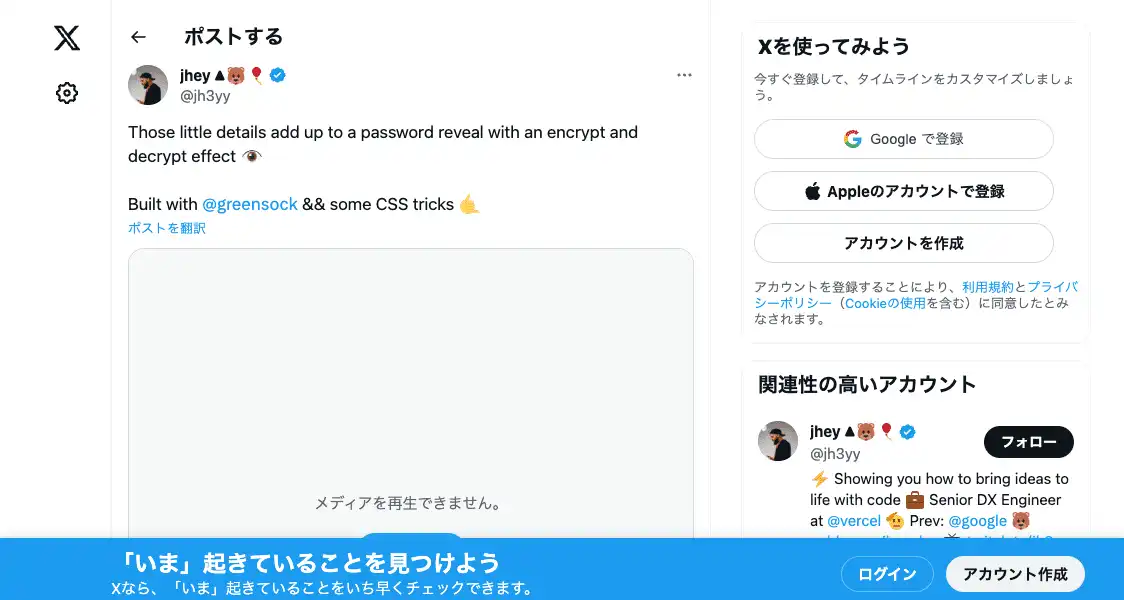 ポストする
jhey
@jh3yy
Those little details add up to a password reveal with an encrypt and
decrypt effect
Built with @greensock && some CSS tricks
ポストを翻訳
メディアを再生できません。
Xを使ってみよう
今すぐ登録して、タイムラインをカスタマイズしましょ
う。
Google で登録
Appleのアカウントで登録
アカウントを作成
アカウントを登録することにより、利用規約とプライバ
シーポリシー（Cookieの使用を含む）に同意したとみ
なされます。
関連性の高いアカウント
jhey
@jh3yy
フォロー
Showing you how to bring ideas to
life with code Senior DX Engineer
at @vercel Prev: @google
「いま」起きていることを見つけよう
Xなら、「いま」起きていることをいち早くチェックできます。
ログイン
アカウント作成